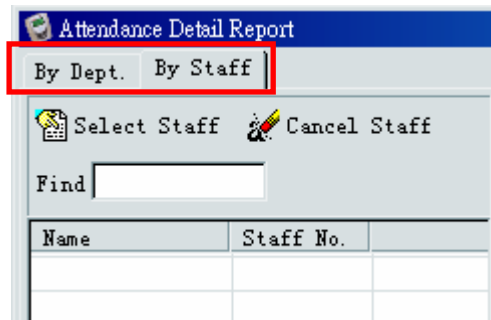 Attendance Detail Report
By Dept. By Staff
Select Staff Cancel Staff
Find
Name Staff No.